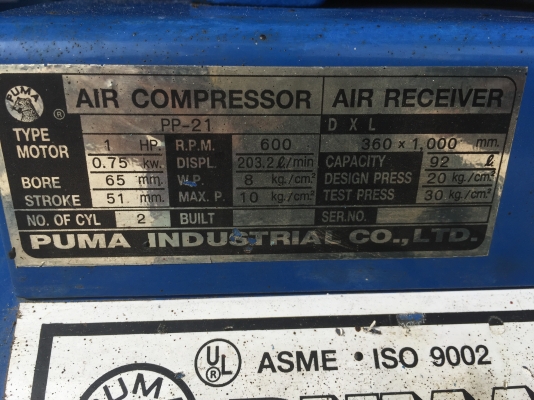 PUMA ® AIR COMPRESSOR AIR RECEIVER
TYPE PP-21 D X L
MOTOR 1 HP. R.P.M. 600 360 x 1,000 mm.
0.75 kw. DISPL. 203.2 ℓ/min CAPACITY 92 ℓ
BORE 65 mm. W.P. 8 kg./cm² DESIGN PRESS 20 kg./cm²
STROKE 51 mm. MAX. P. 10 kg./cm² TEST PRESS 30 kg./cm²
NO. OF CYL 2 BUILT SER.NO.
PUMA INDUSTRIAL CO., LTD.
UL ® ASME • ISO 9002
PUMA